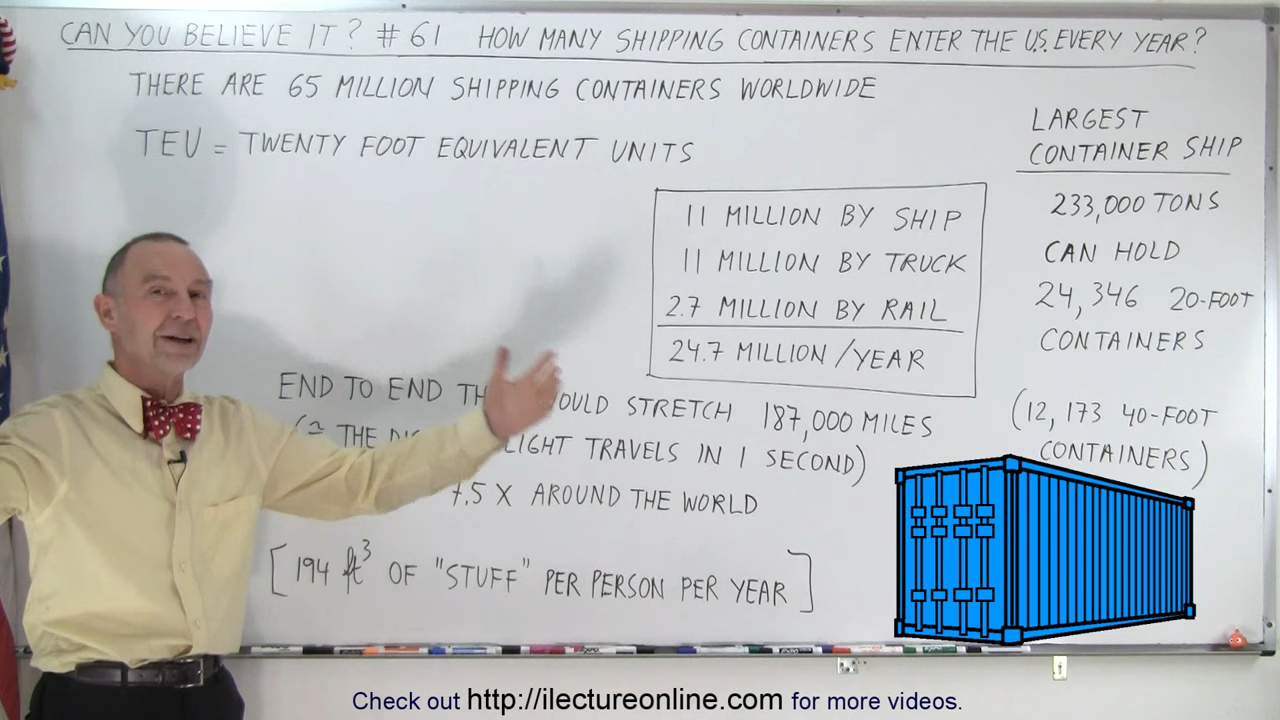 CAN YOU BELIEVE IT? #61 HOW MANY SHIPPING CONTAINERS ENTER THE U.S. EVERY YEAR?
THERE ARE 65 MILLION SHIPPING CONTAINERS WORLDWIDE
TEU = TWENTY FOOT EQUIVALENT UNITS
11 MILLION BY SHIP
11 MILLION BY TRUCK
2.7 MILLION BY RAIL
24.7 MILLION/YEAR
END TO END STRETCH 187,000 MILES
(≃ THE LIGHT TRAVELS IN 1 SECOND)
7.5 X AROUND THE WORLD
[194 ft³ OF "STUFF" PER PERSON PER YEAR]
LARGEST
CONTAINER SHIP
233,000 TONS
CAN HOLD
24,346 20-FOOT
CONTAINERS
(12,173 40-FOOT
CONTAINERS)
Check out http://ilectureonline.com for more videos.